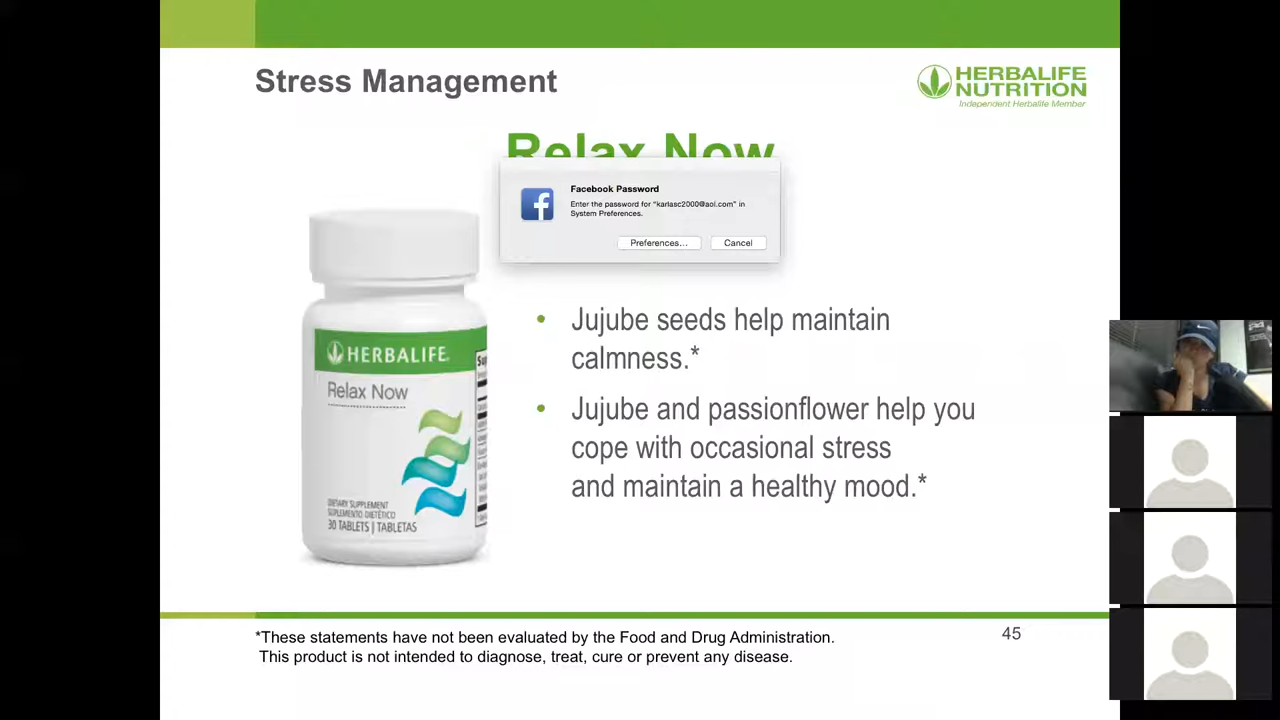 Stress Management
HERBALIFE
NUTRITION
Independent Herbalife Member
Relax Now
Facebook Password
Enter the password for "karlasc2000@aol.com" in
System Preferences.
Preferences...
Cancel
Jujube seeds help maintain
calmness.*
Jujube and passionflower help you
cope with occasional stress
and maintain a healthy mood.*
HERBALIFE
Relax Now
DIETARY SUPPLEMENT
SUPLEMENTO DIETÉTICO
30 TABLETS | TABLETAS
*These statements have not been evaluated by the Food and Drug Administration.
This product is not intended to diagnose, treat, cure or prevent any disease.
45